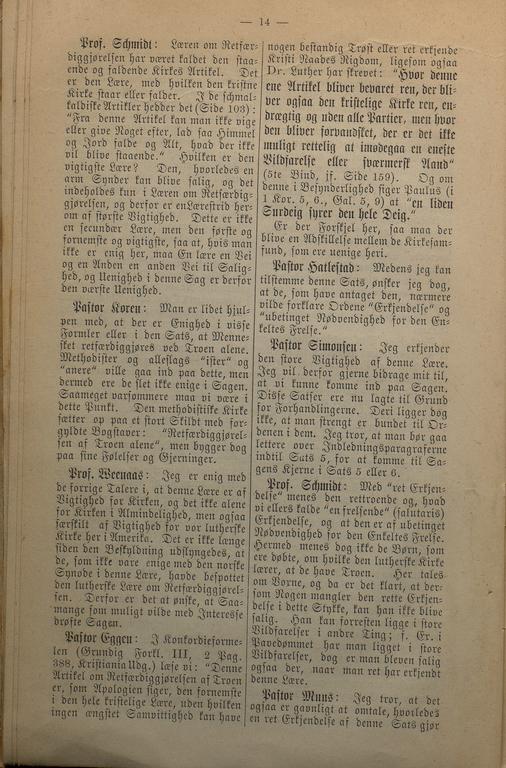 — 14 —
Prof. Schmidt: Læren om Retfær-
diggjørelsen har været kaldet den staa-
ende og faldende Kirkes Artikel. Det
er den Lære, med hvilken den kristne
Kirke staar eller falder. I de schmal-
kaldiske Artikler hedder det (Side 103):
"Fra denne Artikel kan man ikke vige
eller give Noget efter, lad saa Himmel
og Jord falde og Alt, hvad der ikke
vil blive staaende." Hvilken er den
vigtigste Lære? Den, hvorledes en
arm Synder kan blive salig, og det
indeholdes kun i Læren om Retfærdig-
gjørelsen, og derfor er enLærestrid her-
om af største Vigtighed. Dette er ikke
en secundær Lære, men den første og
fornemste og vigtigste, saa at, hvis man
ikke er enig her, maa En lære en Vei
og en Anden en anden Vei til Salig-
hed, og Uenighed i denne Sag er derfor
den værste Uenighed.
Pastor Koren: Man er lidet hjul-
pen med, at der er Enighed i visse
Formler eller i den Sats, at Menne-
sket retfærdiggjøres ved Troen alene.
Methodister og alleslags "ister" og
"anere" ville gaa ind paa dette, men
dermed ere de slet ikke enige i Sagen.
Saameget varsommere maa vi være i
dette Punkt. Den methodistiske Kirke
sætter op paa et stort Skildt med for-
gyldte Bogstaver: "Retfærdiggjørel-
sen af Troen alene", men bygger dog
paa sine Følelser og Gjerninger.
Prof. Weenaas: Jeg er enig med
de forrige Talere i, at denne Lære er af
Vigtighed for Kirken, og det ikke alene
for Kirken i Almindelighed, men ogsaa
særskilt af Vigtighed for vor lutherske
Kirke her i Amerika. Det er ikke længe
siden den Beskyldning udslyngedes, at
de, som ikke vare enige med den norske
Synode i denne Lære, havde bespottet
den lutherske Lære om Retfærdiggjørel-
sen. Derfor er det at ønske, at Saa-
mange som muligt vilde med Interesse
drøfte Sagen.
Pastor Eggen: I Konkordieforme-
len (Grundig Forkl. III, 2 Pag.
388, Kristiania Udg.) læse vi: "Denne
Artikel om Retfærdiggjørelsen af Troen
er, som Apologien siger, den fornemste
i den hele kristelige Lære, uden hvilken
ingen ængstet Samvittighed kan have
nogen bestandig Trøst eller ret erkjende
Kristi Naades Rigdom, ligesom ogsaa
Dr. Luther har skrevet: "Hvor denne
ene Artikel bliver bevaret ren, der bli-
ver ogsaa den kristelige Kirke ren, en-
drægtig og uden alle Partier, men hvor
den bliver forvansket, der er det ikke
muligt rettelig at imødegaa en eneste
Vildfarelse eller sværmersk Aand"
(5te Bind, jf. Side 159). Og om
denne i Besynderlighed siger Paulus (i
1 Kor. 5, 6., Gal. 5, 9) at "en liden
Surdeig syrer den hele Deig."
Er der Forskjel her, saa maa der
blive en Adskillelse mellem de Kirkesam-
fund, som ere uenige heri.
Pastor Hatlestad: Medens jeg kan
tilstemme denne Sats, ønsker jeg dog,
at de, som have antaget den, nærmere
vilde forklare Ordene "Erkjendelse" og
"ubetinget Nødvendighed for den En-
keltes Frelse."
Pastor Simonsen: Jeg erkjender
den store Vigtighed af denne Lære.
Jeg vil derfor gjerne bidrage mit til,
at vi kunne komme ind paa Sagen.
Disse Satser ere nu lagte til Grund
for Forhandlingerne. Deri ligger dog
ikke, at man strengt er bundet til Or-
denen i dem. Jeg tror, at man bør gaa
lettere over Indledningsparagraferne
indtil Sats 5, for at komme til Sa-
gens Kjerne i Sats 5 eller 6.
Prof. Schmidt: Med "ret Erkjen-
delse" menes den rettroende og, hvad
vi ellers kalde "en frelsende" (salutaris)
Erkjendelse, og at den er af ubetinget
Nødvendighed for den Enkeltes Frelse.
Hermed menes dog ikke de Børn, som
ere døbte, om hvilke den lutherske Kirke
lærer, at de have Troen. Her tales
om Voxne, og da er det klart, at der-
som Nogen mangler den rette Erkjen-
delse i dette Stykke, kan han ikke blive
salig. Han kan forresten ligge i store
Vildfarelser i andre Ting; f. Ex. i
Pavedømmet har man ligget i store
Vildfarelser, dog er man bleven salig
ogsaa der, naar man ret har erkjendt
denne Lære.
Pastor Muus: Jeg tror, at det
ogsaa er gavnligt at omtale, hvorledes
en ret Erkjendelse af denne Sats gjør